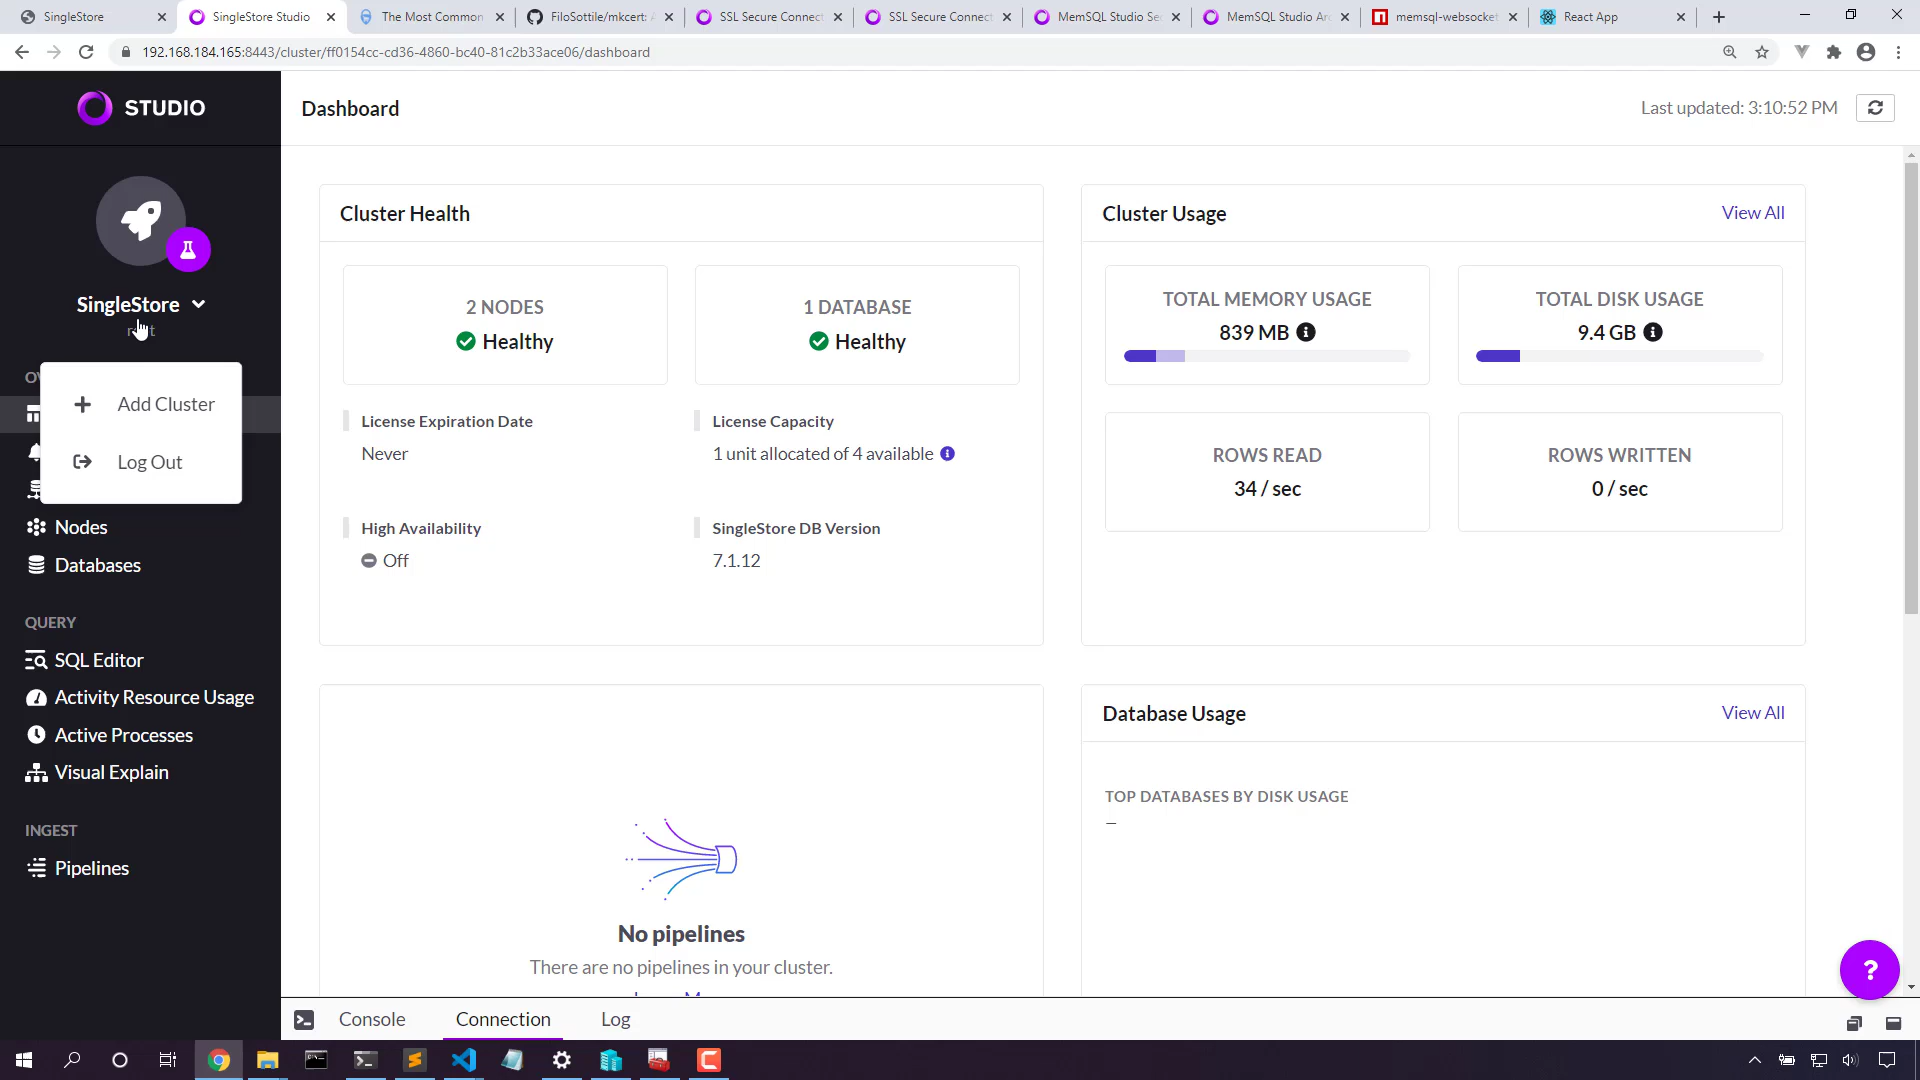 SingleStore
SingleStore Studio
The Most Common
FiloSottile/mkcert: A
SSL Secure Connect
SSL Secure Connect
MemSQL Studio Se
MemSQL Studio Arc
memsql-websocket
React App
192.168.184.165:8443/cluster/ff0154cc-cd36-4860-bc40-81c2b33ace06/dashboard
STUDIO
Dashboard
Last updated: 3:10:52 PM
SingleStore
Add Cluster
Log Out
Nodes
Databases
QUERY
SQL Editor
Activity Resource Usage
Active Processes
Visual Explain
INGEST
Pipelines
Cluster Health
2 NODES
Healthy
1 DATABASE
Healthy
License Expiration Date
Never
License Capacity
1 unit allocated of 4 available
High Availability
Off
SingleStore DB Version
7.1.12
Cluster Usage
View All
TOTAL MEMORY USAGE
839 MB
TOTAL DISK USAGE
9.4 GB
ROWS READ
34 / sec
ROWS WRITTEN
0 / sec
No pipelines
There are no pipelines in your cluster.
Database Usage
View All
TOP DATABASES BY DISK USAGE
—
?
Console
Connection
Log